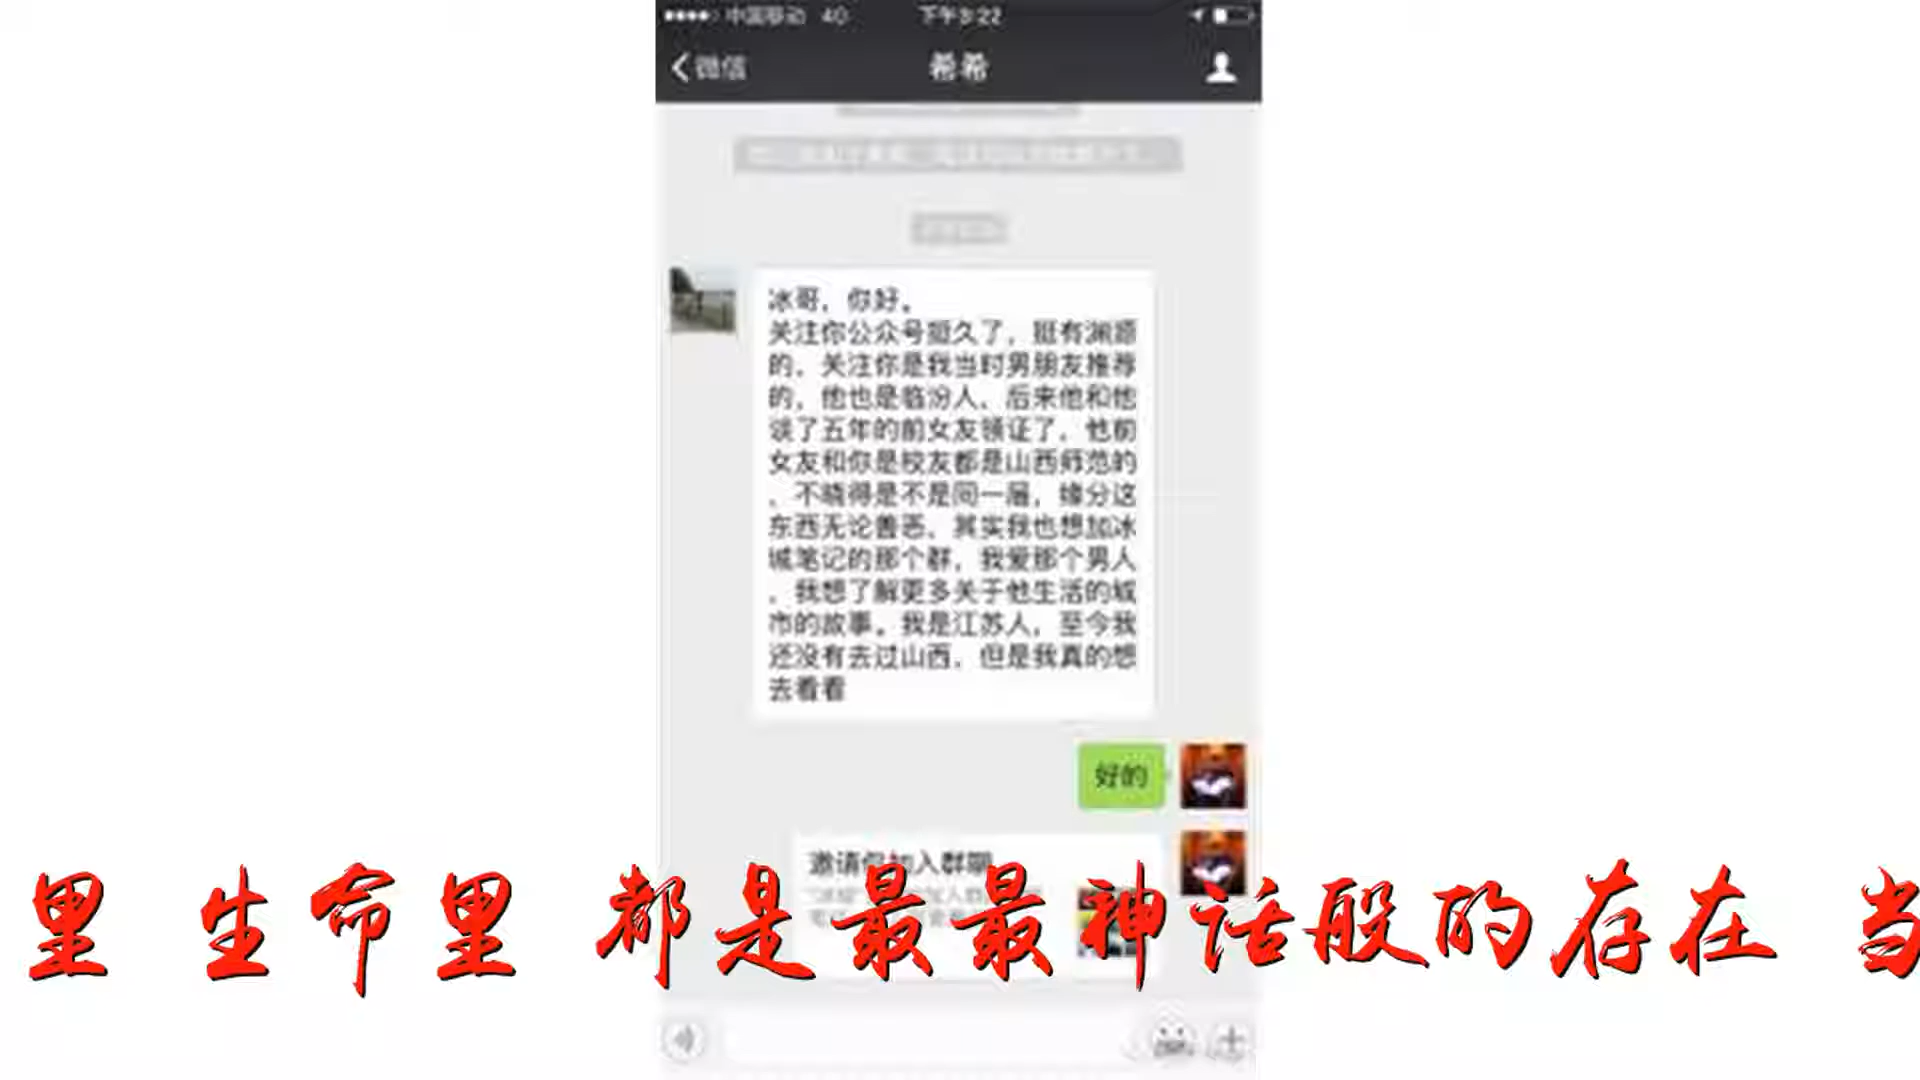 中国移动 4G 下午3:22
微信 希希
冰哥，你好。
关注你公众号挺久了，挺有渊源
的，关注你是我当时男朋友推荐
的，他也是临汾人、后来他和他
谈了五年的前女友领证了，他前
女友和你是校友都是山西师范的
，不晓得是不是同一届，缘分这
东西无论善恶、其实我也想加冰
城笔记的那个群，我爱那个男人
，我想了解更多关于他生活的城
市的故事。我是江苏人，至今我
还没有去过山西，但是我真的想
去看看
好的
邀请你加入群聊
里 生命里 都是最最神话般的存在 当